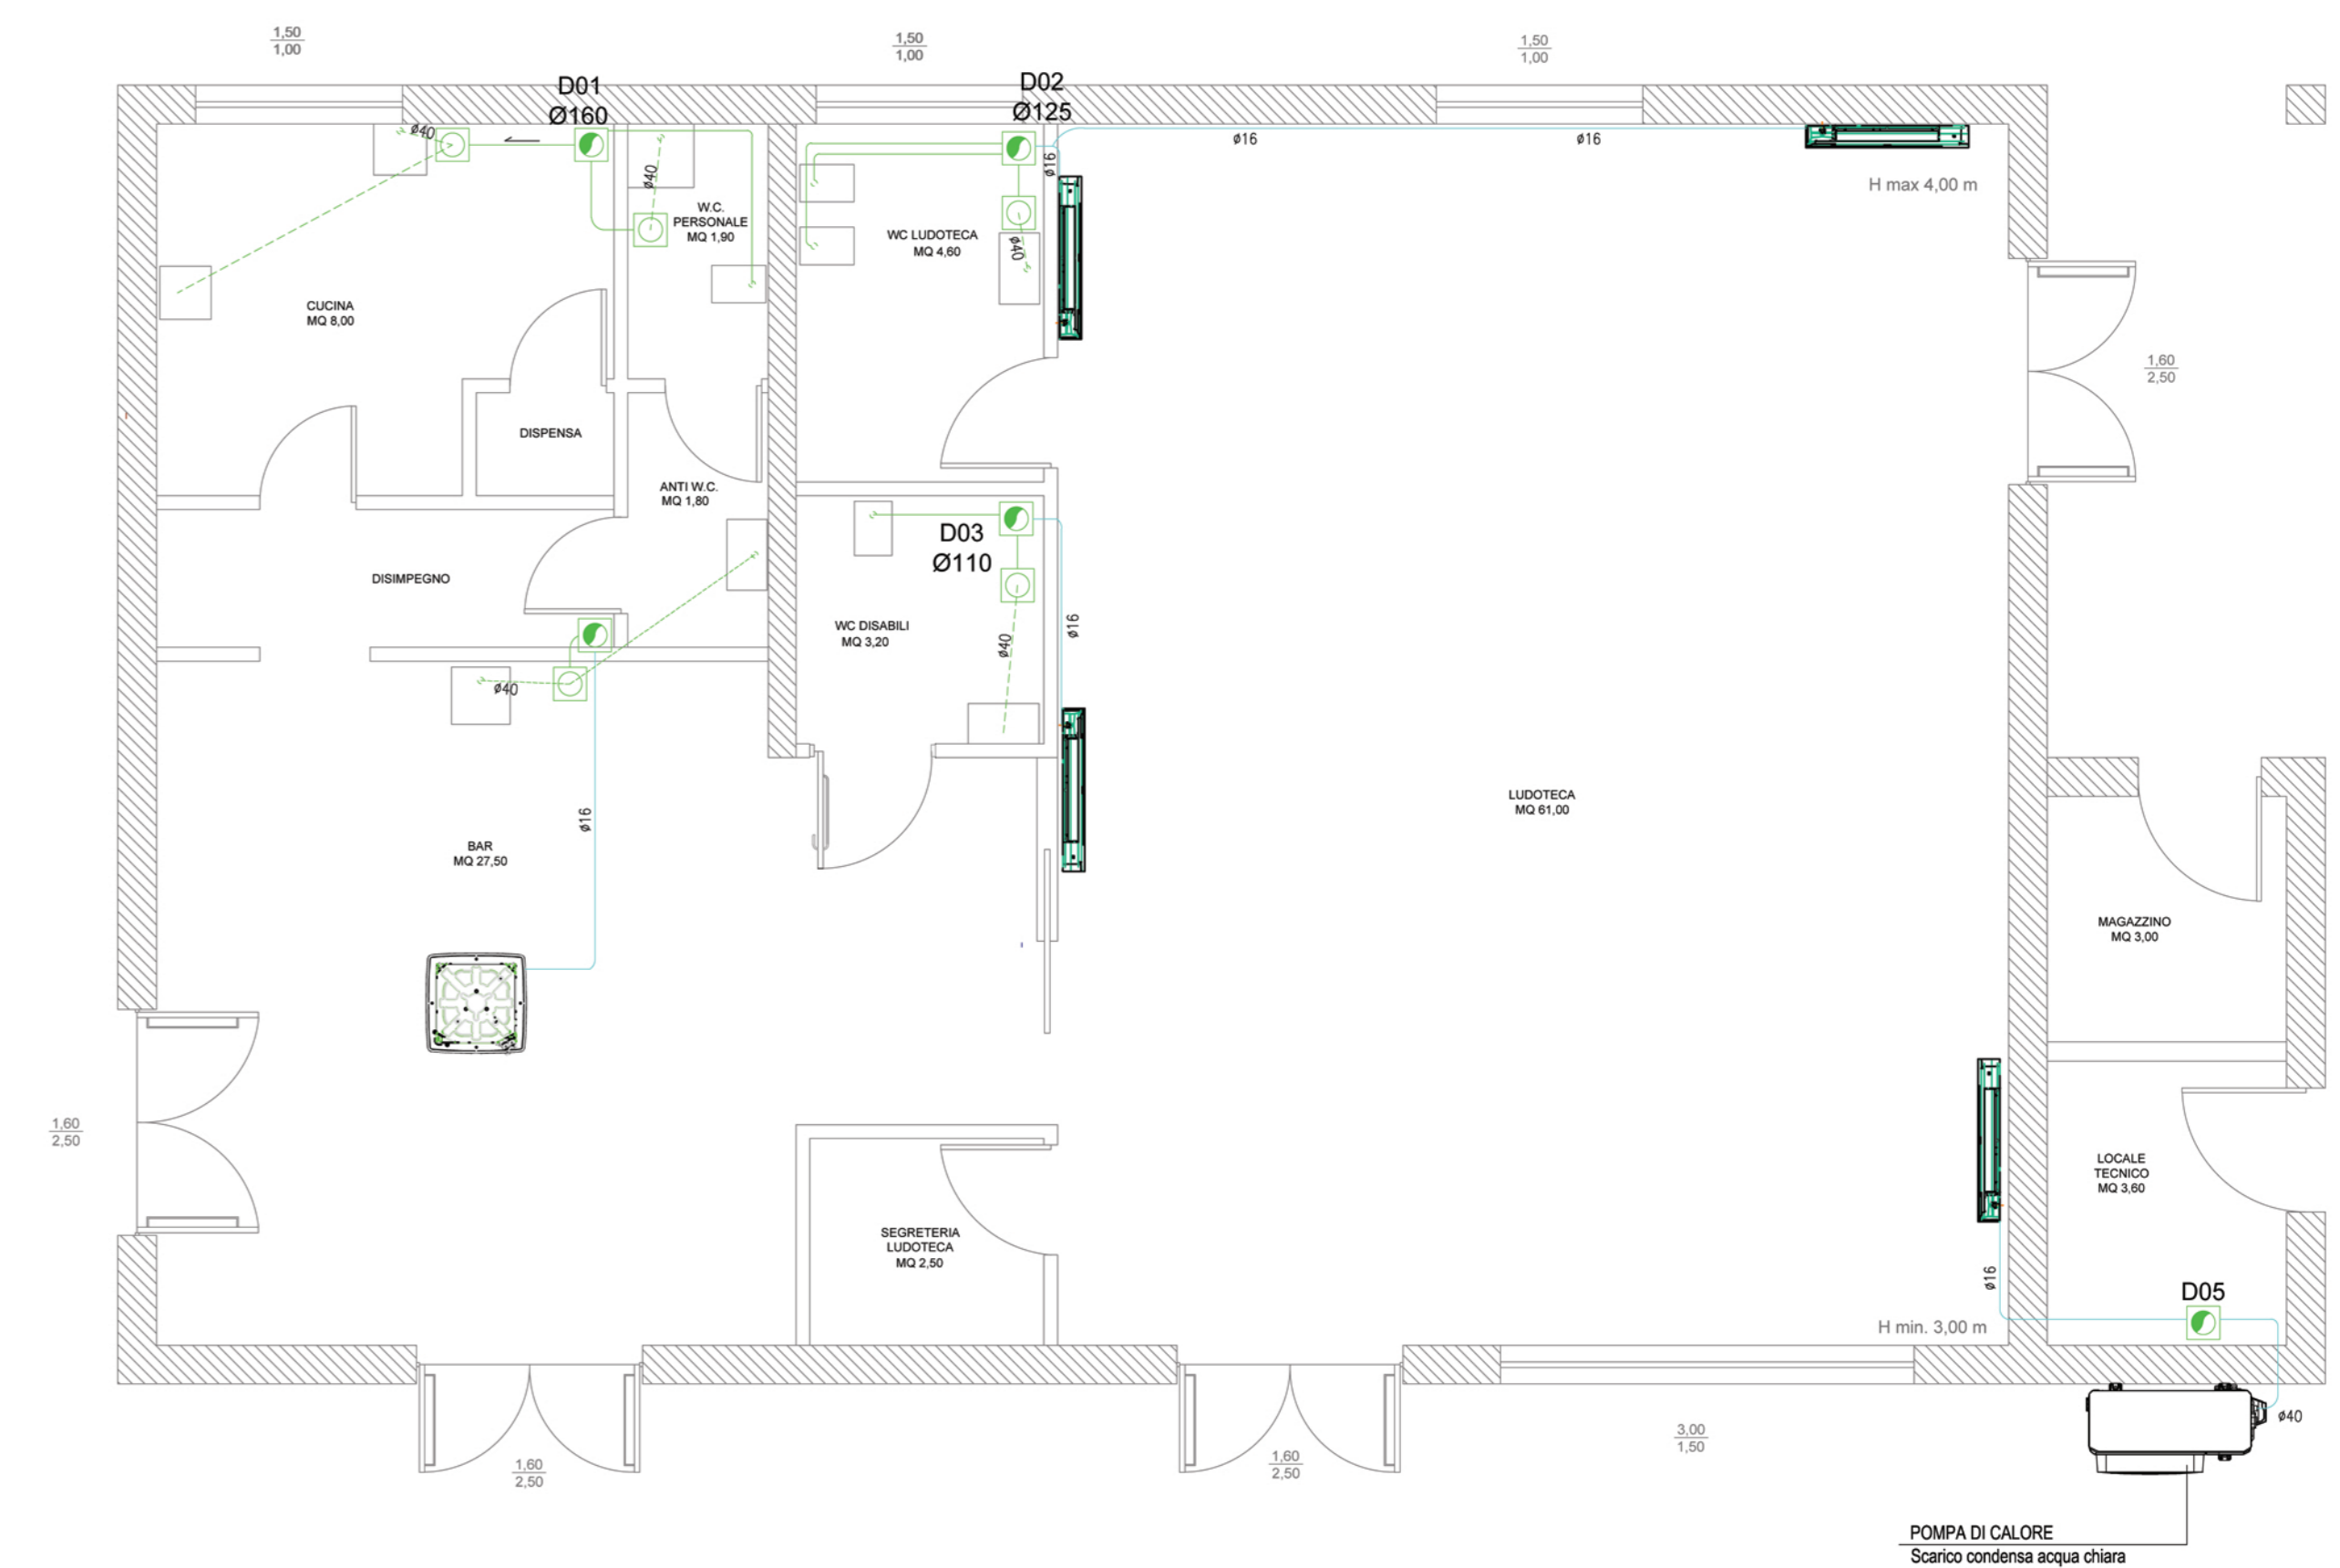 1,50
1,00
1,50
1,00
1,50
1,00
D01
Ø160
D02
Ø125
ø40
ø40
ø16
ø16
ø16
H max 4,00 m
W.C.
PERSONALE
MQ 1,90
WC LUDOTECA
MQ 4,60
ø40
CUCINA
MQ 8,00
1,60
2,50
DISPENSA
ANTI W.C.
MQ 1,80
D03
Ø110
DISIMPEGNO
WC DISABILI
MQ 3,20
ø40
ø16
ø40
ø16
BAR
MQ 27,50
LUDOTECA
MQ 61,00
MAGAZZINO
MQ 3,00
1,60
2,50
LOCALE
TECNICO
MQ 3,60
SEGRETERIA
LUDOTECA
MQ 2,50
ø16
D05
H min. 3,00 m
ø40
3,00
1,50
1,60
2,50
1,60
2,50
POMPA DI CALORE
Scarico condensa acqua chiara